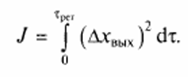 J = ∫₀^τрег (Δxвых)² dτ.